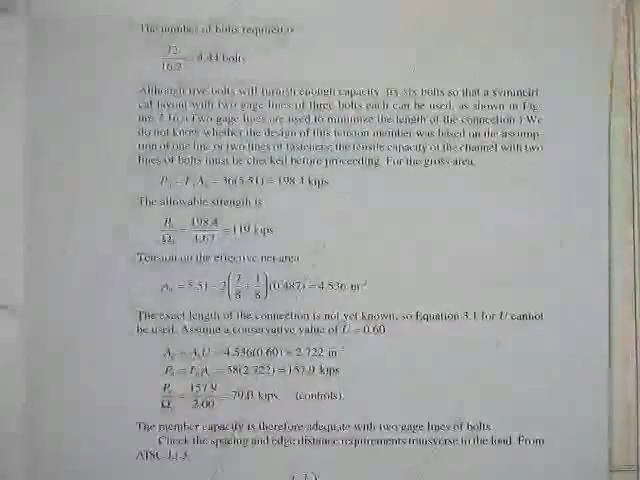 The number of bolts required is
72 / 16.2 = 4.44 bolts
Although five bolts will furnish enough capacity, try six bolts so that a symmetri-
cal layout with two gage lines of three bolts each can be used, as shown in Fig-
ure 7.16. (Two gage lines are used to minimize the length of the connection.) We
do not know whether the design of this tension member was based on the assump-
tion of one line or two lines of fasteners; the tensile capacity of the channel with two
lines of bolts must be checked before proceeding. For the gross area,
Pn = FyAg = 36(5.51) = 198.4 kips
The allowable strength is
Pn / Ωt = 198.4 / 1.67 = 119 kips
Tension on the effective net area:
An = 5.51 − 2(7/8 + 1/8)(0.487) = 4.536 in.²
The exact length of the connection is not yet known, so Equation 3.1 for U cannot
be used. Assume a conservative value of U = 0.60.
Ae = AnU = 4.536(0.60) = 2.722 in.²
Pn = FuAe = 58(2.722) = 157.9 kips
Pn / Ωt = 157.9 / 2.00 = 79.0 kips (controls)
The member capacity is therefore adequate with two gage lines of bolts.
Check the spacing and edge distance requirements transverse to the load. From
AISC J3.3,